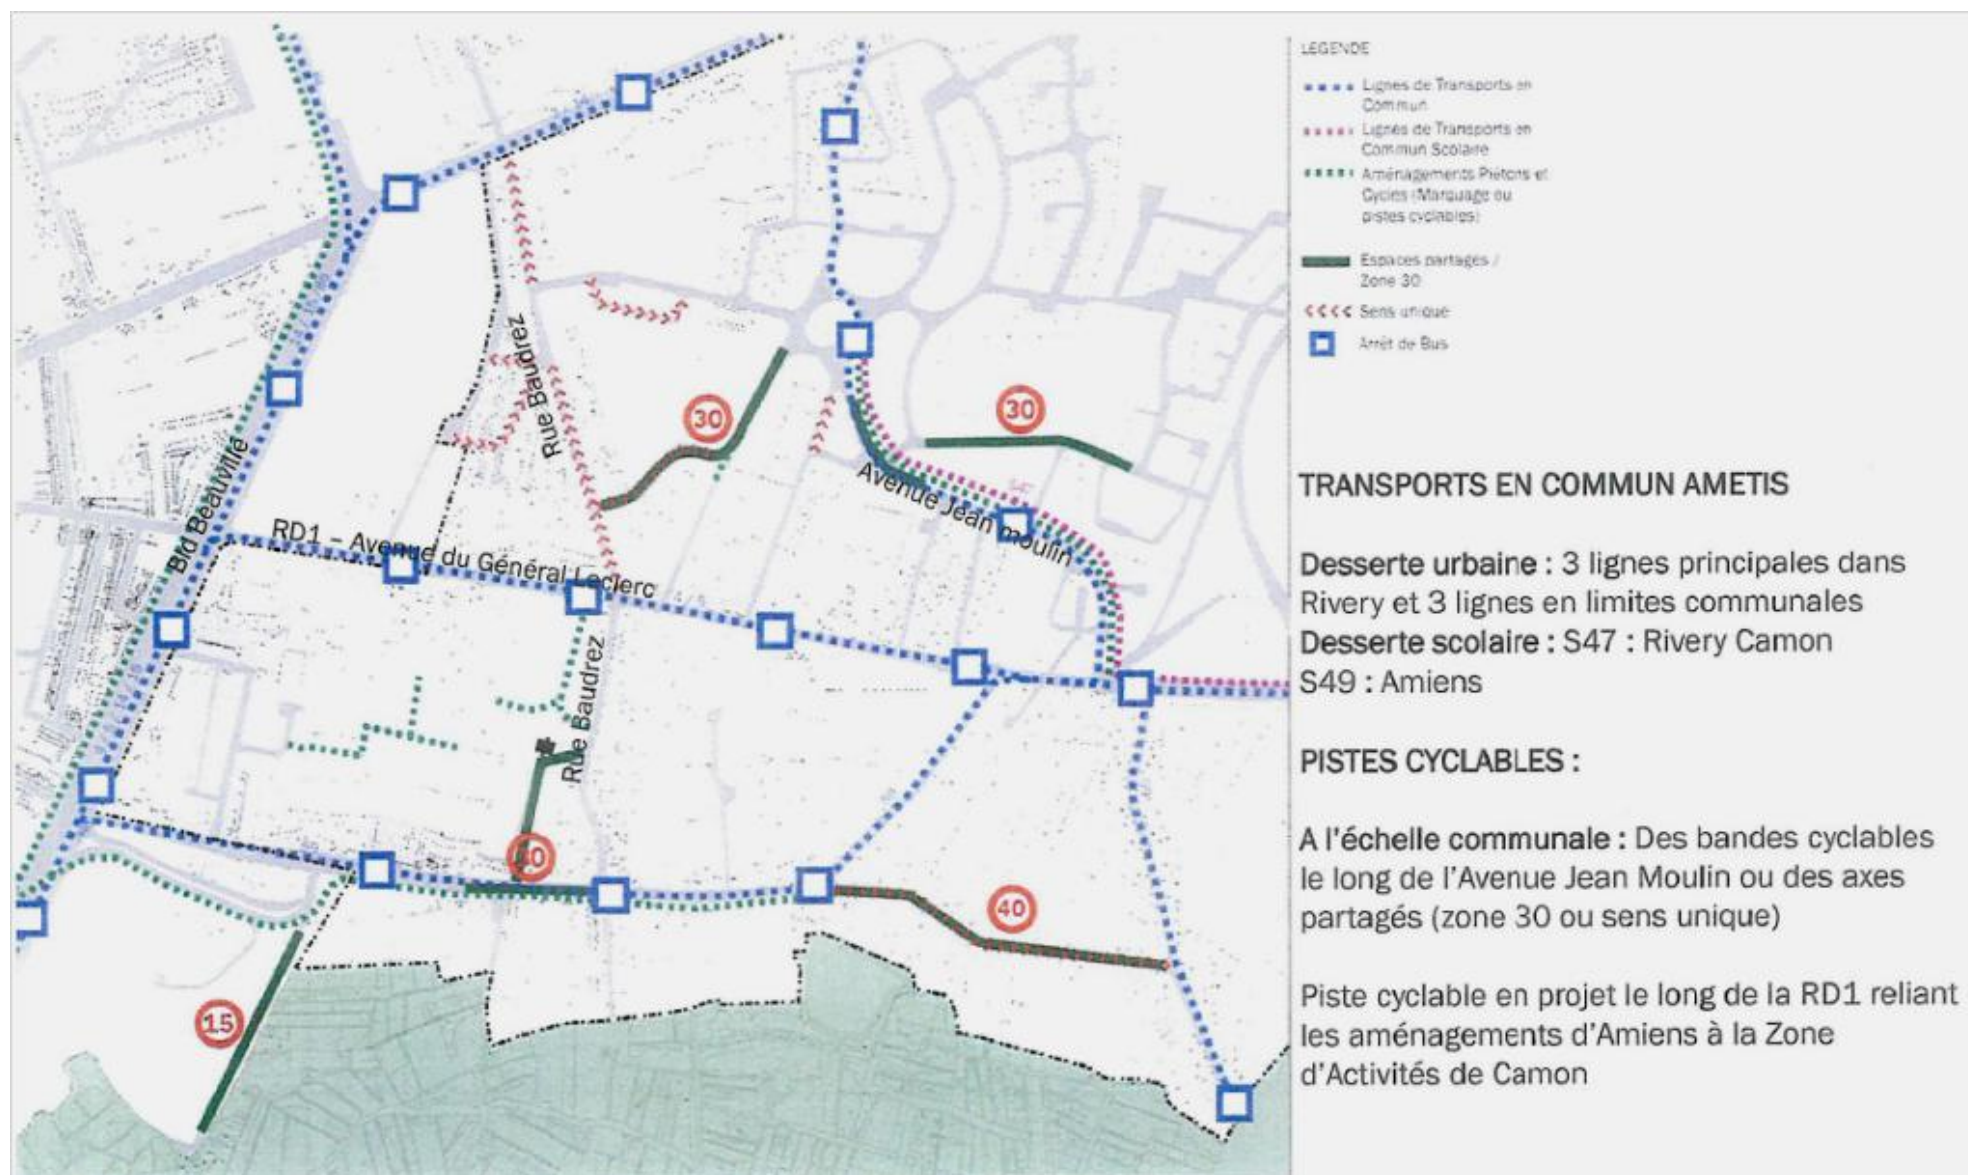 LEGENDE
Lignes de Transports en
Commun
Lignes de Transports en
Commun Scolaire
Aménagements Piétons et
Cycles (Marquage ou
pistes cyclables)
Espaces partagés /
Zone 30
Sens unique
Arrêt de Bus
Rue Baudrez
30
30
Bld Beauville
RD1 – Avenue du Général Leclerc
Avenue Jean moulin
Rue Baudrez
40
15
TRANSPORTS EN COMMUN AMETIS
Desserte urbaine : 3 lignes principales dans
Rivery et 3 lignes en limites communales
Desserte scolaire : S47 : Rivery Camon
S49 : Amiens
PISTES CYCLABLES :
A l'échelle communale : Des bandes cyclables
le long de l'Avenue Jean Moulin ou des axes
partagés (zone 30 ou sens unique)
Piste cyclable en projet le long de la RD1 reliant
les aménagements d'Amiens à la Zone
d'Activités de Camon